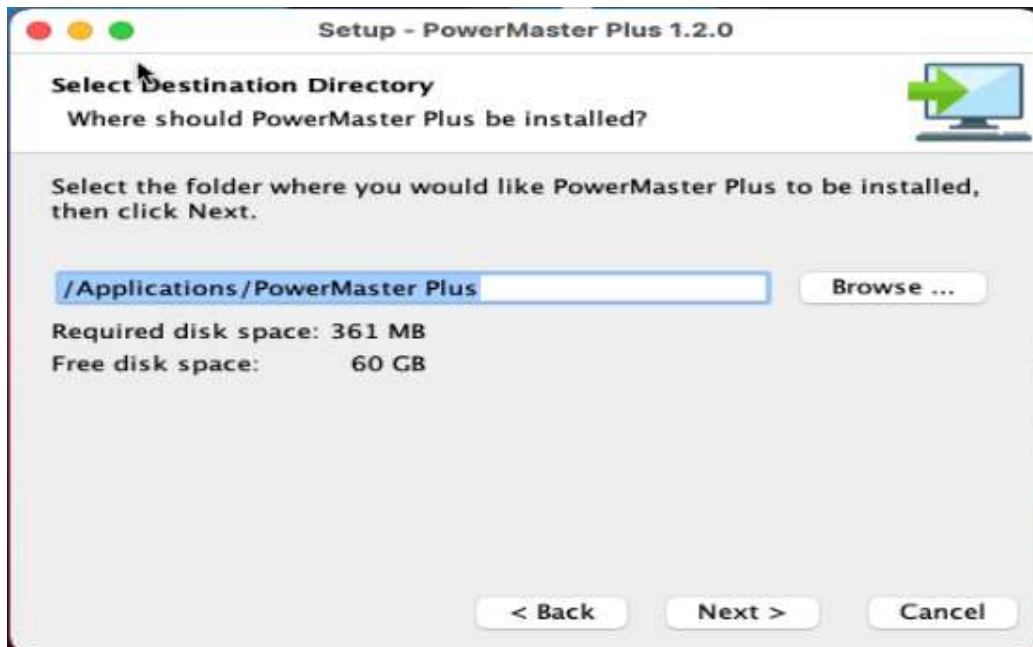 Setup - PowerMaster Plus 1.2.0
Select Destination Directory
Where should PowerMaster Plus be installed?
Select the folder where you would like PowerMaster Plus to be installed,
then click Next.
/Applications/PowerMaster Plus
Browse ...
Required disk space: 361 MB
Free disk space: 60 GB
< Back
Next >
Cancel